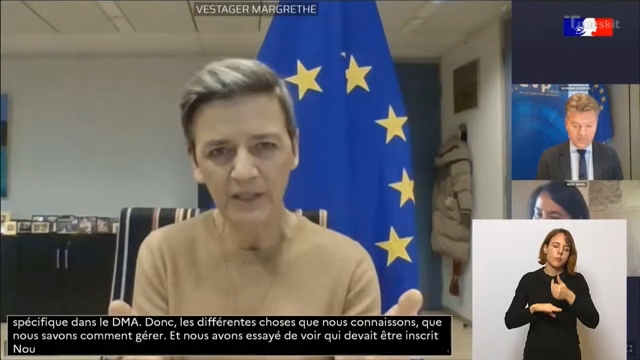 VESTAGER MARGRETHE
spécifique dans le DMA. Donc, les différentes choses que nous connaissons, que
nous savons comment gérer. Et nous avons essayé de voir qui devait être inscrit
Nou